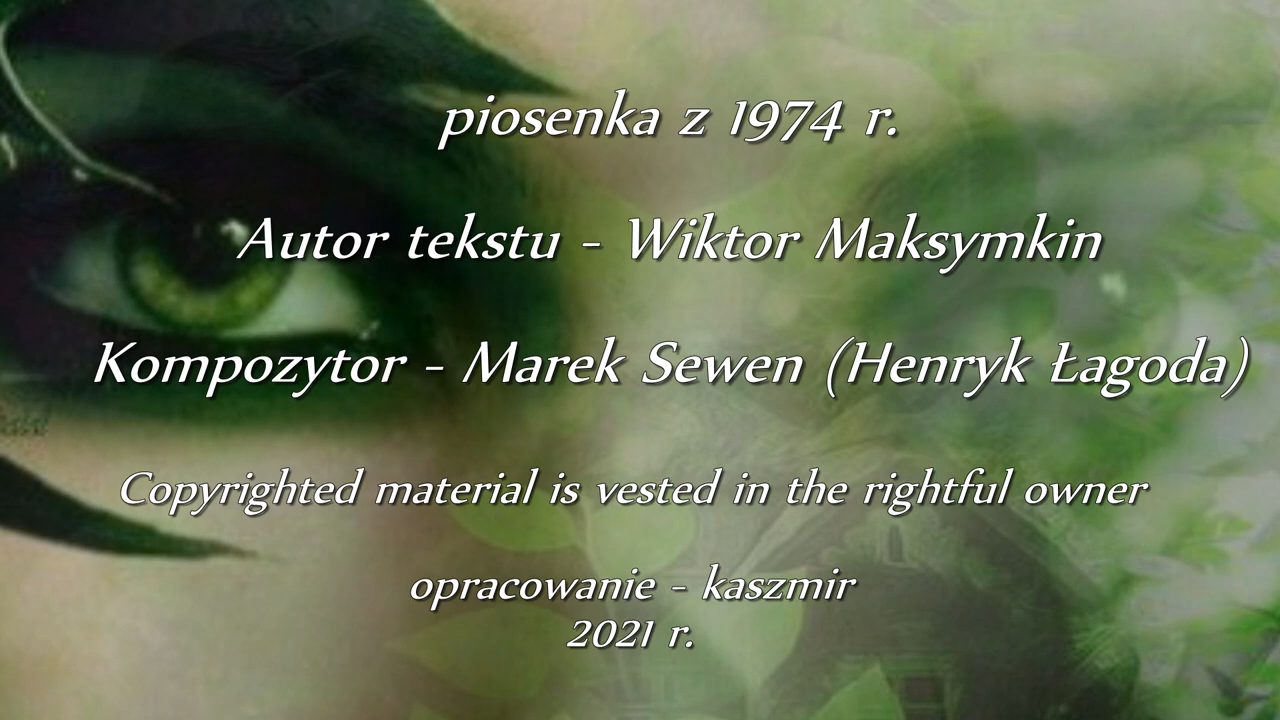 piosenka z 1974 r.
Autor tekstu - Wiktor Maksymkin
Kompozytor - Marek Sewen (Henryk Łagoda)
Copyrighted material is vested in the rightful owner
opracowanie - kaszmir
2021 r.